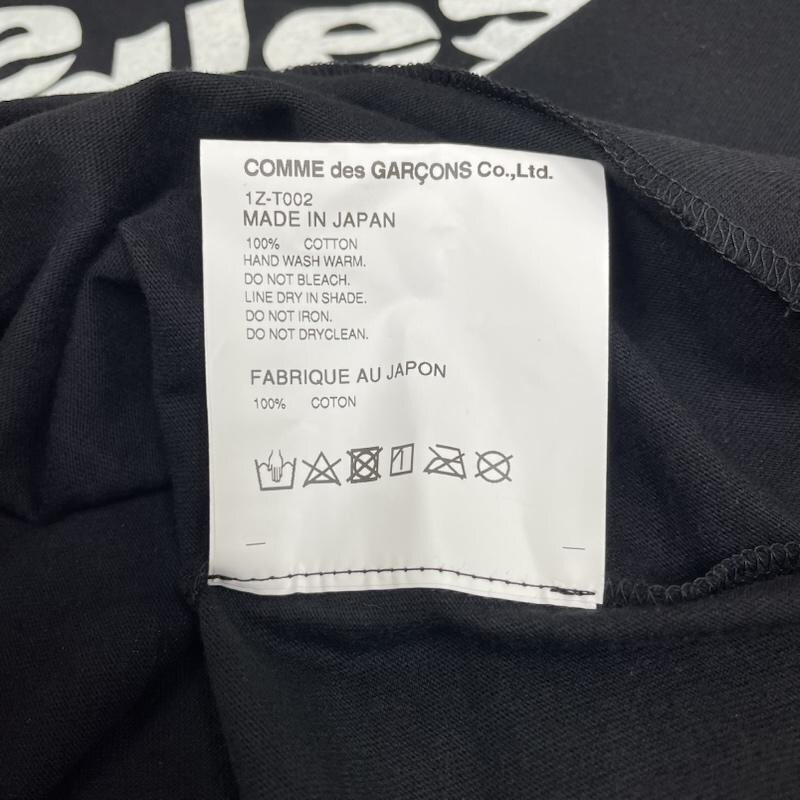 COMME des GARÇONS Co.,Ltd.
1Z-T002
MADE IN JAPAN
100% COTTON
HAND WASH WARM.
DO NOT BLEACH.
LINE DRY IN SHADE.
DO NOT IRON.
DO NOT DRYCLEAN.
FABRIQUE AU JAPON
100% COTON